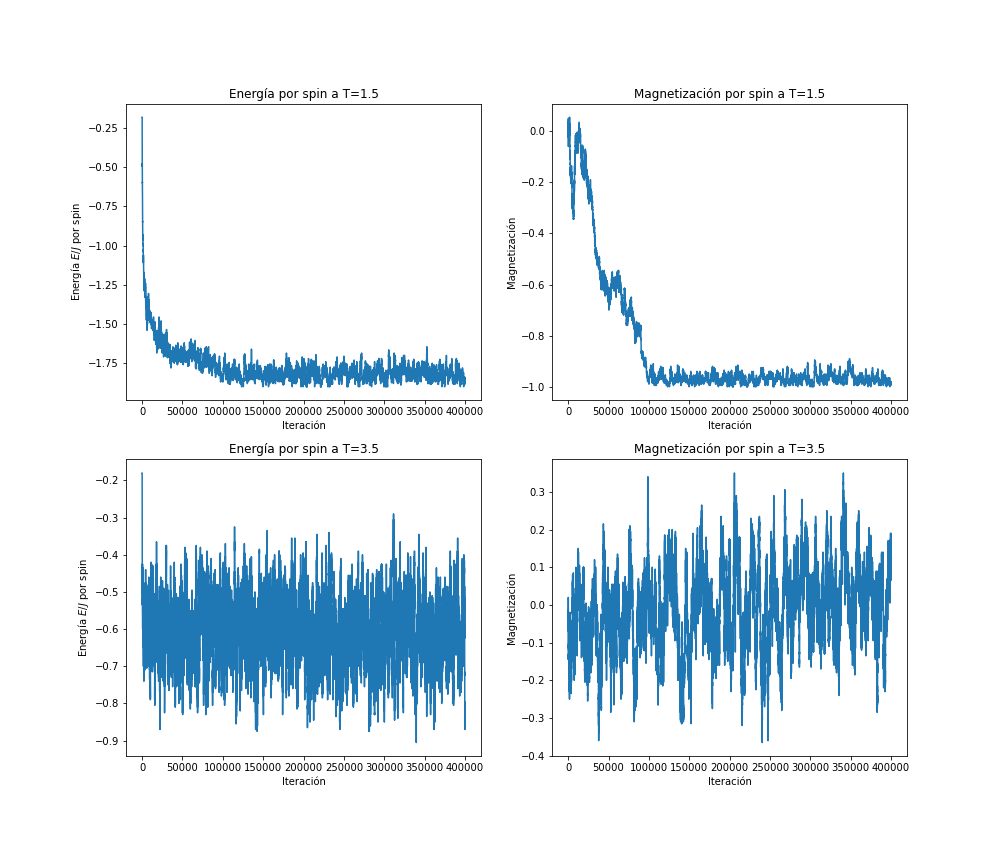 Energía por spin a T=1.5
Energía E/J por spin
−0.25
−0.50
−0.75
−1.00
−1.25
−1.50
−1.75
0 50000 100000 150000 200000 250000 300000 350000 400000
Iteración
Magnetización por spin a T=1.5
Magnetización
0.0
−0.2
−0.4
−0.6
−0.8
−1.0
0 50000 100000 150000 200000 250000 300000 350000 400000
Iteración
Energía por spin a T=3.5
Energía E/J por spin
−0.2
−0.3
−0.4
−0.5
−0.6
−0.7
−0.8
−0.9
0 50000 100000 150000 200000 250000 300000 350000 400000
Iteración
Magnetización por spin a T=3.5
Magnetización
0.3
0.2
0.1
0.0
−0.1
−0.2
−0.3
−0.4
0 50000 100000 150000 200000 250000 300000 350000 400000
Iteración